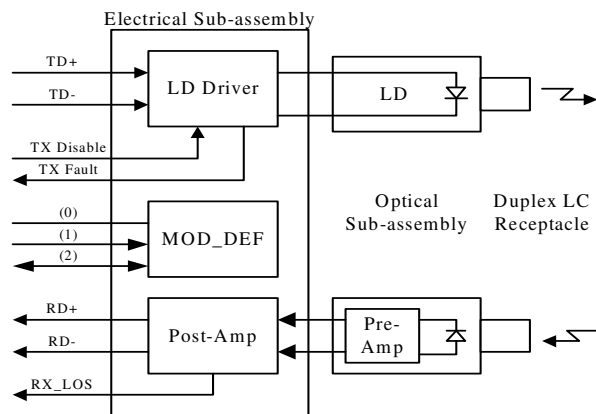 Electrical Sub-assembly
TD+
TD-
LD Driver
LD
TX Disable
TX Fault
(0)
(1)
(2)
MOD_DEF
Optical
Sub-assembly
Duplex LC
Receptacle
RD+
RD-
Post-Amp
Pre-
Amp
RX_LOS